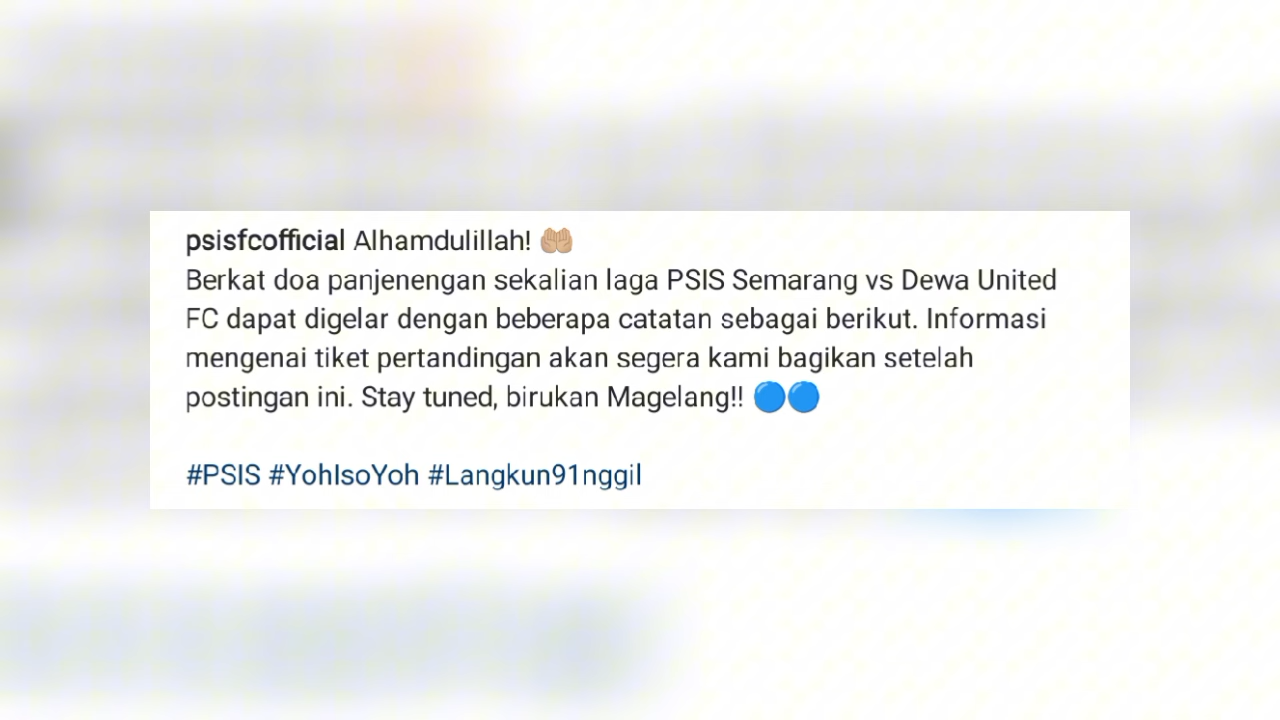 psisfcofficial Alhamdulillah! 🤲🏼
Berkat doa panjenengan sekalian laga PSIS Semarang vs Dewa United
FC dapat digelar dengan beberapa catatan sebagai berikut. Informasi
mengenai tiket pertandingan akan segera kami bagikan setelah
postingan ini. Stay tuned, birukan Magelang!! 🔵🔵
#PSIS #YohIsoYoh #Langkun91nggil